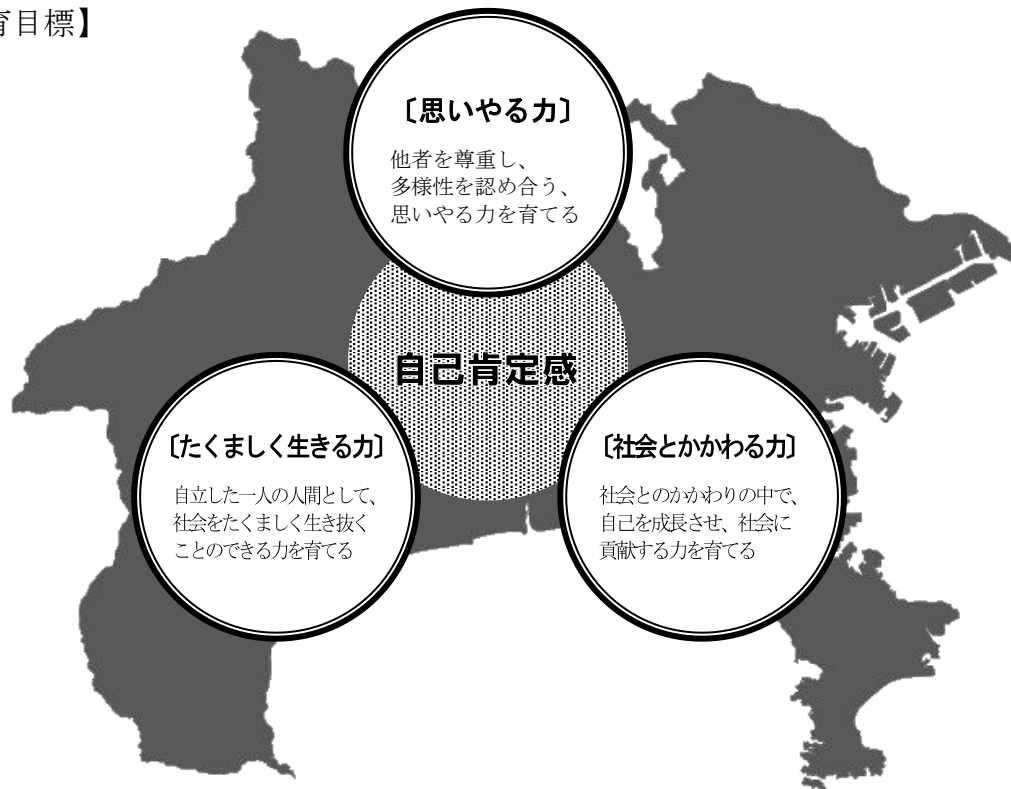 育目標】
〔思いやる力〕
他者を尊重し、
多様性を認め合う、
思いやる力を育てる
自己肯定感
〔たくましく生きる力〕
自立した一人の人間として、
社会をたくましく生き抜く
ことのできる力を育てる
〔社会とかかわる力〕
社会とのかかわりの中で、
自己を成長させ、社会に
貢献する力を育てる